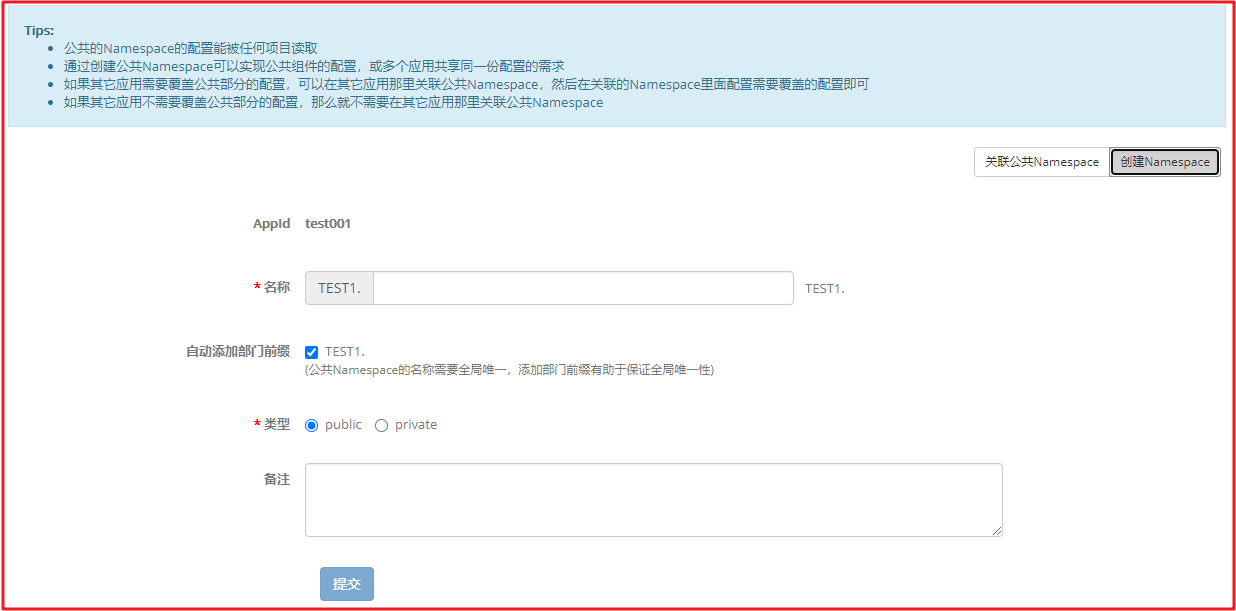 Tips:
公共的Namespace的配置能被任何项目读取
通过创建公共Namespace可以实现公共组件的配置，或多个应用共享同一份配置的需求
如果其它应用需要覆盖公共部分的配置，可以在其它应用那里关联公共Namespace，然后在关联的Namespace里面配置需要覆盖的配置即可
如果其它应用不需要覆盖公共部分的配置，那么就不需要在其它应用那里关联公共Namespace
关联公共Namespace 创建Namespace
AppId test001
* 名称 TEST1. TEST1.
自动添加部门前缀 TEST1.
(公共Namespace的名称需要全局唯一，添加部门前缀有助于保证全局唯一性)
* 类型 public private
备注
提交